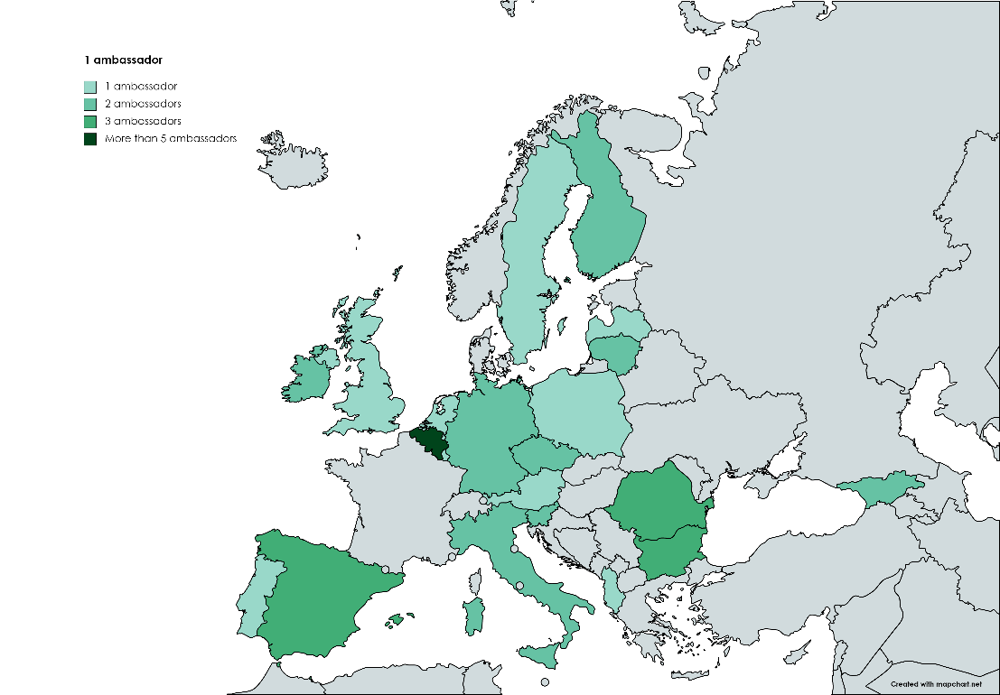 1 ambassador
1 ambassador
2 ambassadors
3 ambassadors
More than 5 ambassadors
Created with mapchart.net